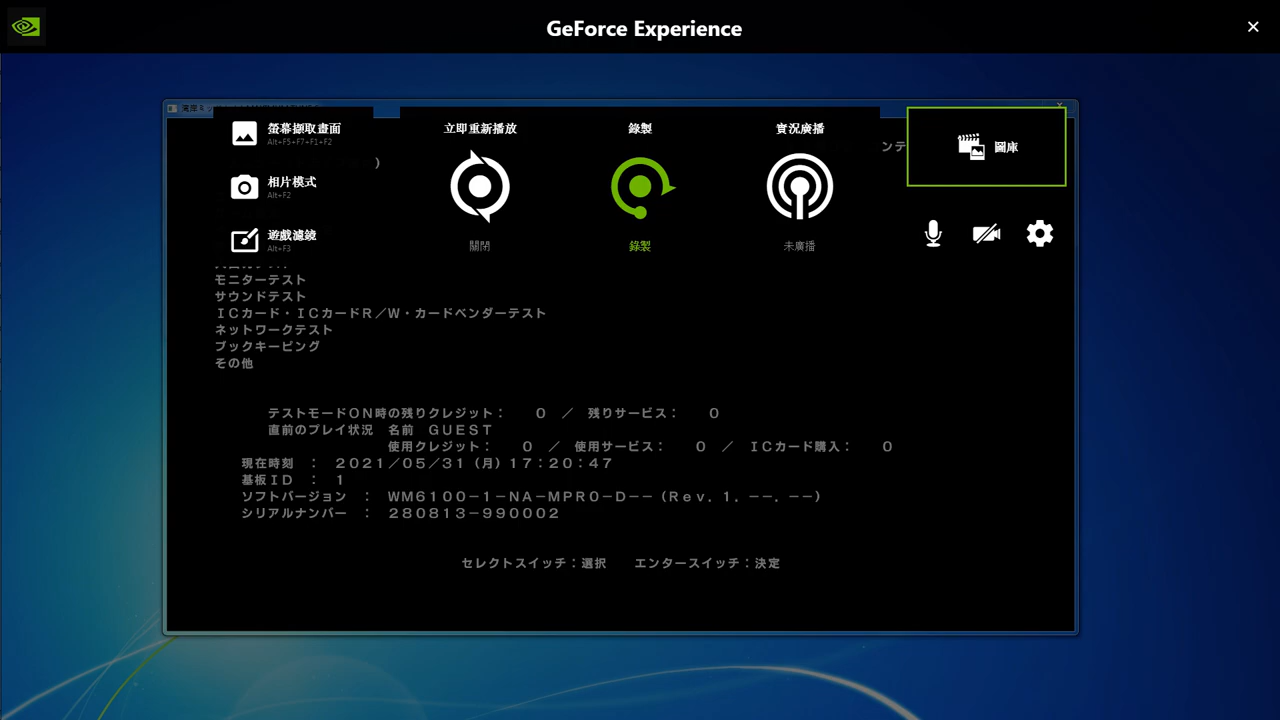 GeForce Experience
螢幕擷取畫面
Alt+F5+F7+F1+F2
相片模式
Alt+F2
遊戲濾鏡
Alt+F3
立即重新播放
關閉
錄製
錄製
實況廣播
未廣播
圖庫
ンテ
)
モニターテスト
サウンドテスト
ICカード・ICカードR/W・カードベンダーテスト
ネットワークテスト
ブックキーピング
その他
テストモードON時の残りクレジット: 0 / 残りサービス: 0
直前のプレイ状況 名前 GUEST
使用クレジット: 0 / 使用サービス: 0 / ICカード購入: 0
現在時刻 : 2021/05/31(月)17:20:47
基板ID : 1
ソフトバージョン : WM6100-1-NA-MPR0-D--(Rev.1.--.--)
シリアルナンバー : 280813-990002
セレクトスイッチ:選択 エンタースイッチ:決定